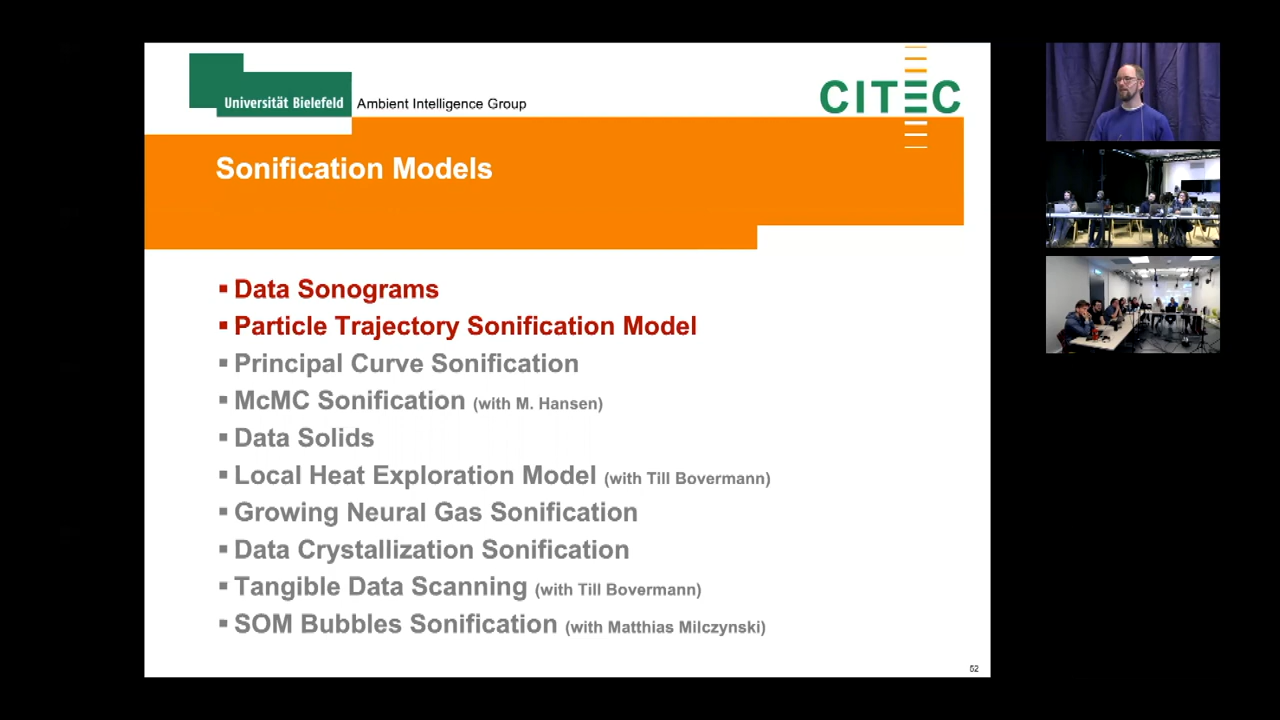 Universität Bielefeld
Ambient Intelligence Group
CITEC
Sonification Models
▪ Data Sonograms
▪ Particle Trajectory Sonification Model
▪ Principal Curve Sonification
▪ McMC Sonification (with M. Hansen)
▪ Data Solids
▪ Local Heat Exploration Model (with Till Bovermann)
▪ Growing Neural Gas Sonification
▪ Data Crystallization Sonification
▪ Tangible Data Scanning (with Till Bovermann)
▪ SOM Bubbles Sonification (with Matthias Milczynski)
52